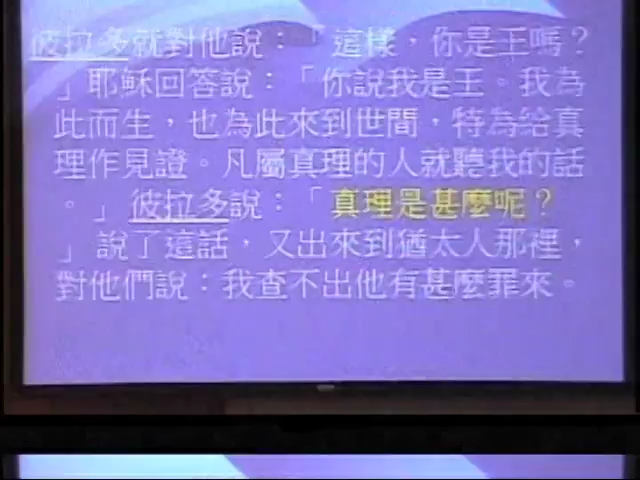 彼拉多就對他說：「這樣，你是王嗎？
」耶穌回答說：「你說我是王。我為
此而生，也為此來到世間，特為給真
理作見證。凡屬真理的人就聽我的話
。」彼拉多說：「真理是甚麼呢？
」說了這話，又出來到猶太人那裡，
對他們說：我查不出他有甚麼罪來。